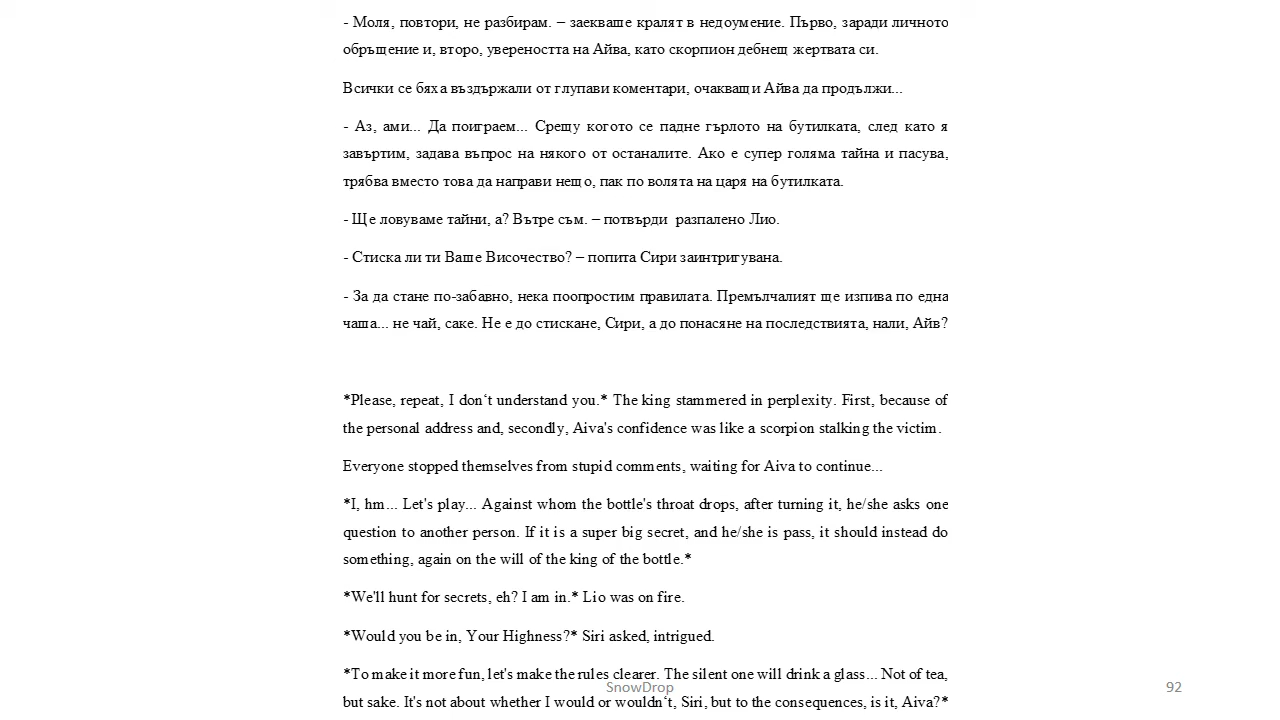 - Моля, повтори, не разбирам. – заекваше кралят в недоумение. Първо, заради личното
обръщение и, второ, увереността на Айва, като скорпион дебнещ жертвата си.
Всички се бяха въздържали от глупави коментари, очакващи Айва да продължи...
- Аз, ами... Да поиграем... Срещу когото се падне гърлото на бутилката, след като я
завъртим, задава въпрос на някого от останалите. Ако е супер голяма тайна и пасува,
трябва вместо това да направи нещо, пак по волята на царя на бутилката.
- Ще ловуваме тайни, а? Вътре съм. – потвърди разпалено Лио.
- Стиска ли ти Ваше Височество? – попита Сири заинтригувана.
- За да стане по-забавно, нека поопростим правилата. Премълчалият ще изпива по една
чаша... не чай, саке. Не е до стискане, Сири, а до понасяне на последствията, нали, Айв?
*Please, repeat, I don‘t understand you.* The king stammered in perplexity. First, because of
the personal address and, secondly, Aiva's confidence was like a scorpion stalking the victim.
Everyone stopped themselves from stupid comments, waiting for Aiva to continue...
*I, hm... Let's play... Against whom the bottle's throat drops, after turning it, he/she asks one
question to another person. If it is a super big secret, and he/she is pass, it should instead do
something, again on the will of the king of the bottle.*
*We'll hunt for secrets, eh? I am in.* Lio was on fire.
*Would you be in, Your Highness?* Siri asked, intrigued.
*To make it more fun, let's make the rules clearer. The silent one will drink a glass... Not of tea,
but sake. It's not about whether I would or wouldn‘t, Siri, but to the consequences, is it, Aiva?*
SnowDrop
92